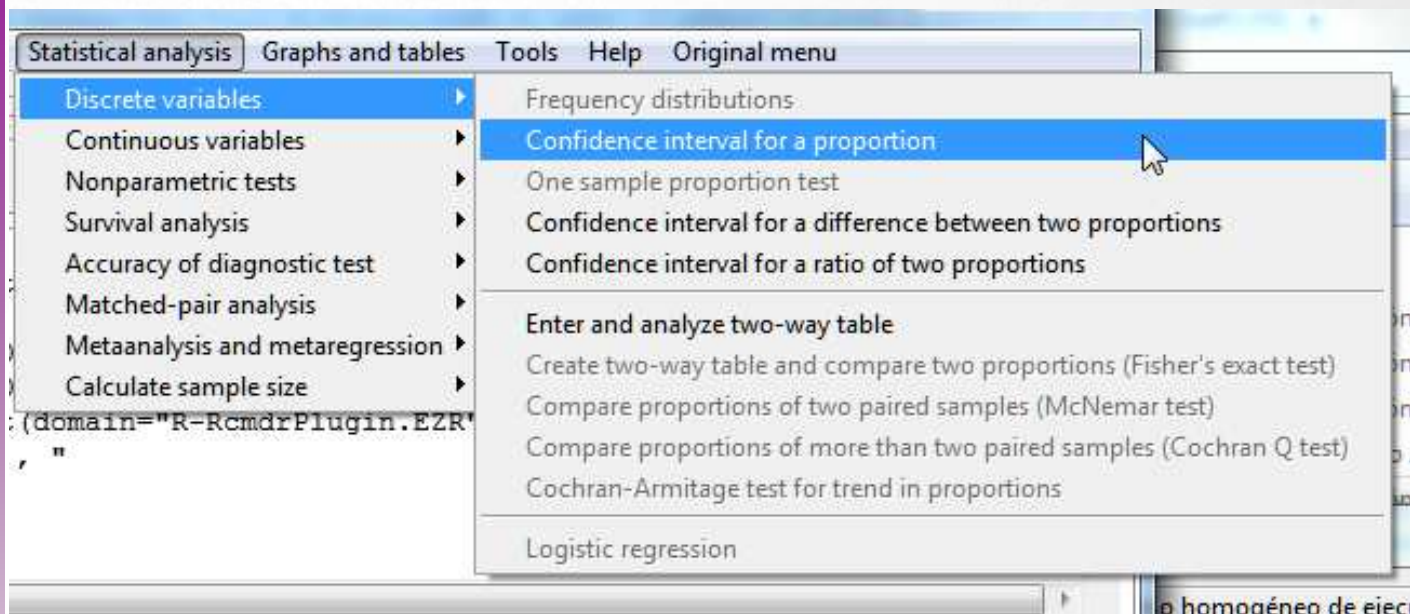 Statistical analysis Graphs and tables Tools Help Original menu
Discrete variables
Continuous variables
Nonparametric tests
Survival analysis
Accuracy of diagnostic test
Matched-pair analysis
Metaanalysis and metaregression
Calculate sample size
Frequency distributions
Confidence interval for a proportion
One sample proportion test
Confidence interval for a difference between two proportions
Confidence interval for a ratio of two proportions
Enter and analyze two-way table
Create two-way table and compare two proportions (Fisher's exact test)
Compare proportions of two paired samples (McNemar test)
Compare proportions of more than two paired samples (Cochran Q test)
Cochran-Armitage test for trend in proportions
Logistic regression
(domain="R-RcmdrPlugin.EZR"
, "
homogéneo de ejec